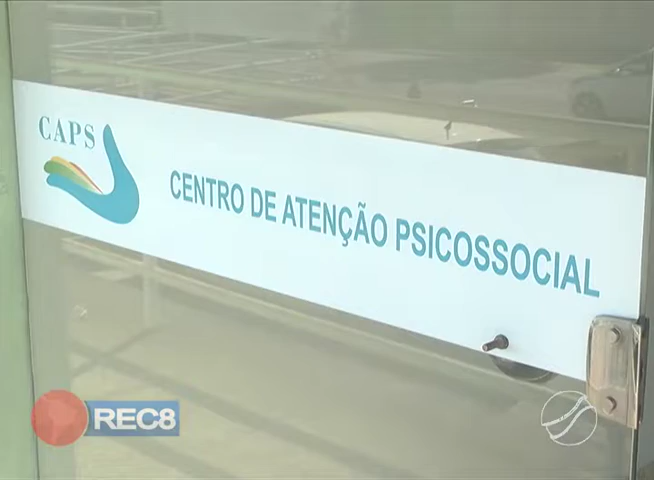 CAPS
CENTRO DE ATENÇÃO PSICOSSOCIAL
REC8